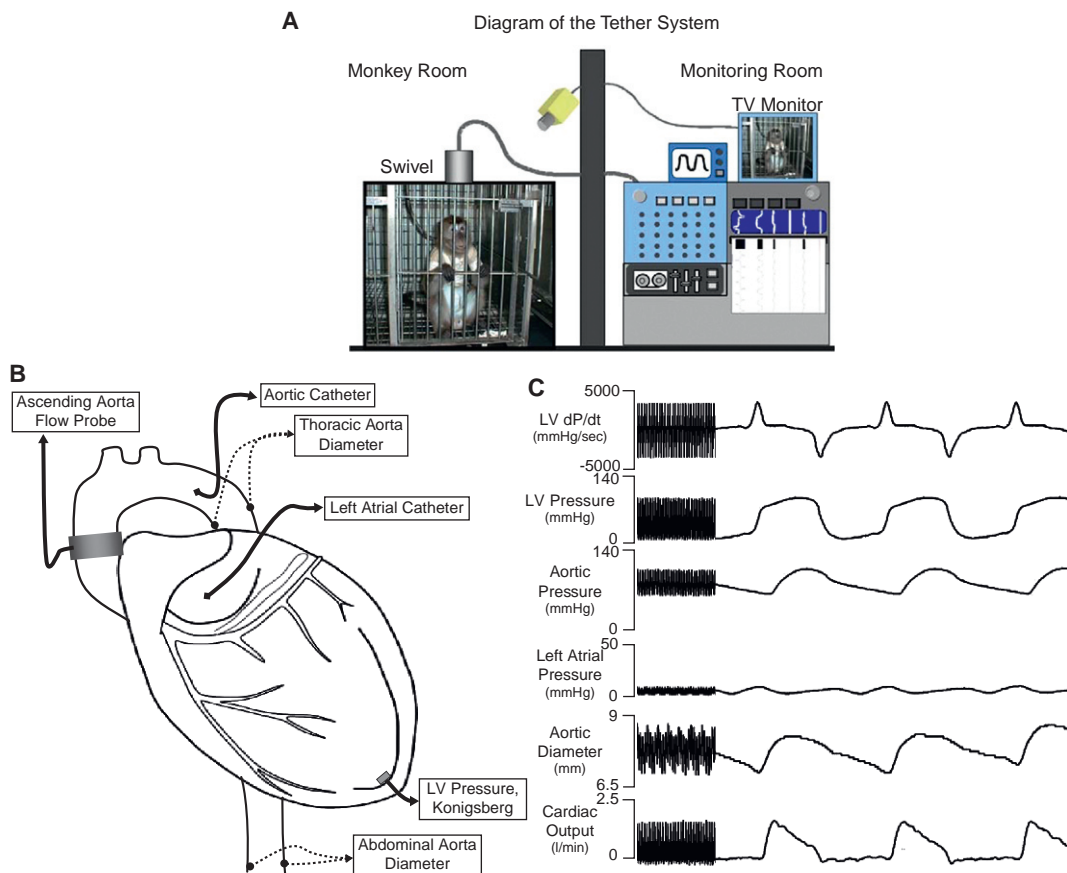 A
Diagram of the Tether System
Monkey Room
Monitoring Room
TV Monitor
Swivel
B
Ascending Aorta
Flow Probe
Aortic Catheter
Thoracic Aorta
Diameter
Left Atrial Catheter
LV Pressure,
Konigsberg
Abdominal Aorta
Diameter
C
5000
LV dP/dt
(mmHg/sec)
-5000
140
LV Pressure
(mmHg)
0
140
Aortic
Pressure
(mmHg)
0
50
Left Atrial
Pressure
(mmHg)
0
9
Aortic
Diameter
(mm)
6.5
2.5
Cardiac
Output
(l/min)
0